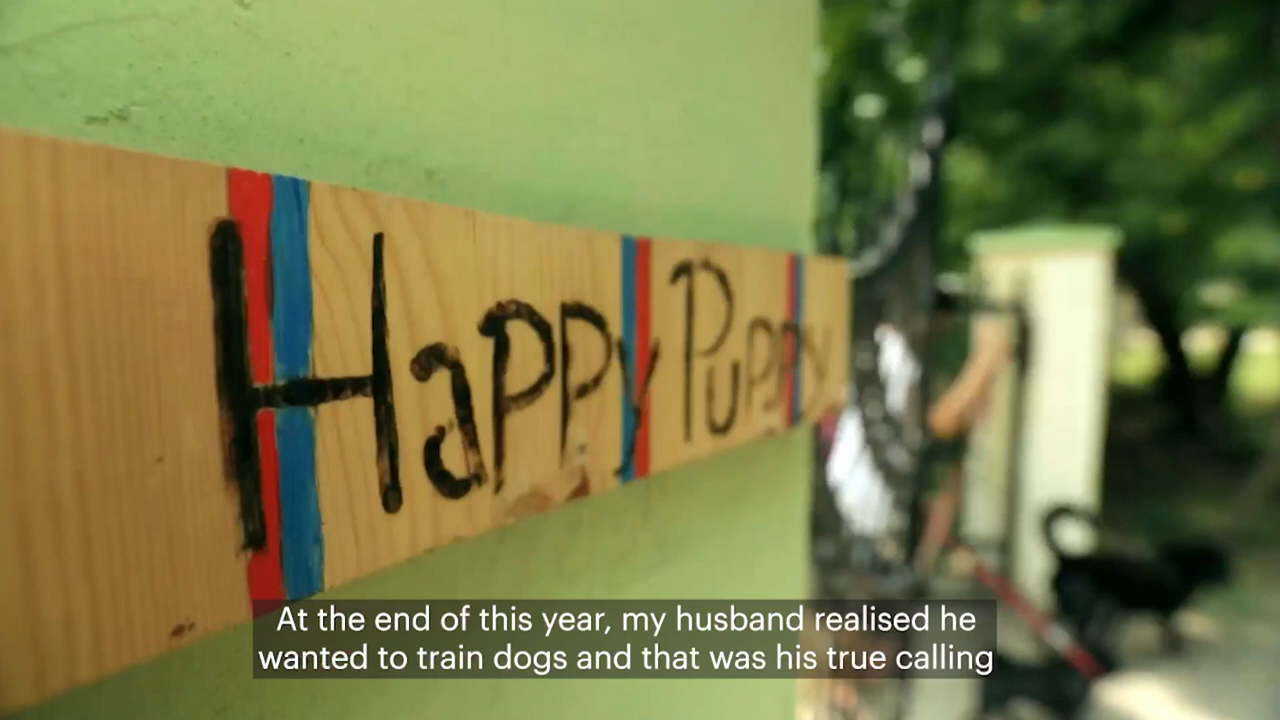 Happy Puppy
At the end of this year, my husband realised he
wanted to train dogs and that was his true calling